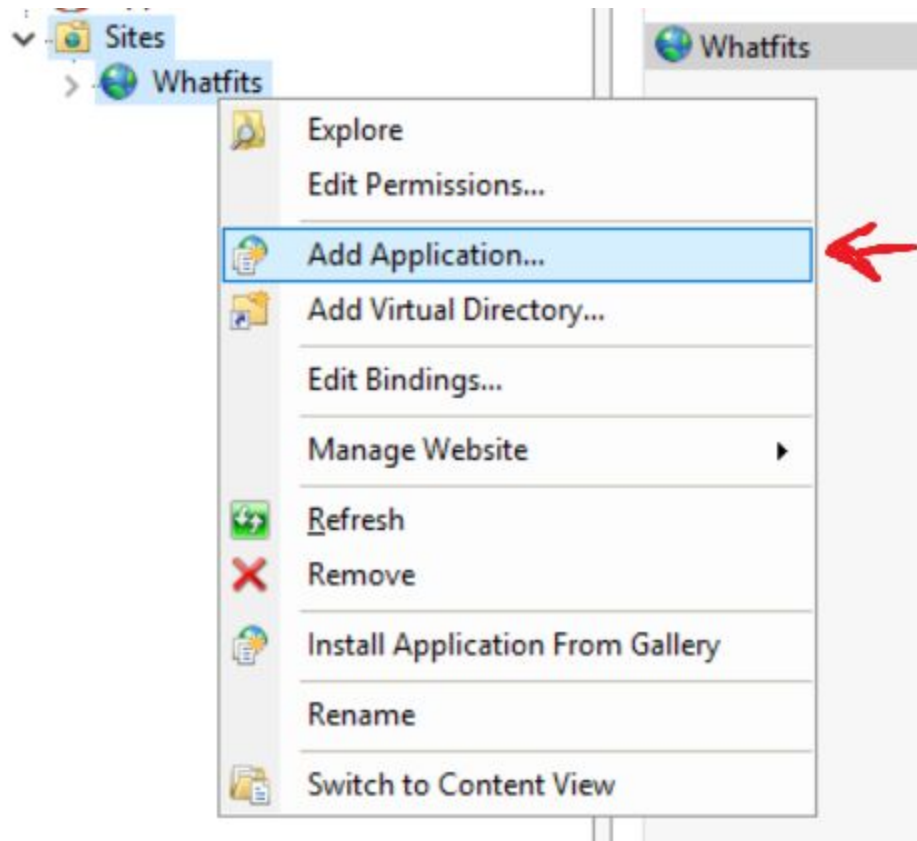 Sites
Whatfits
Whatfits
Explore
Edit Permissions...
Add Application...
Add Virtual Directory...
Edit Bindings...
Manage Website
Refresh
Remove
Install Application From Gallery
Rename
Switch to Content View